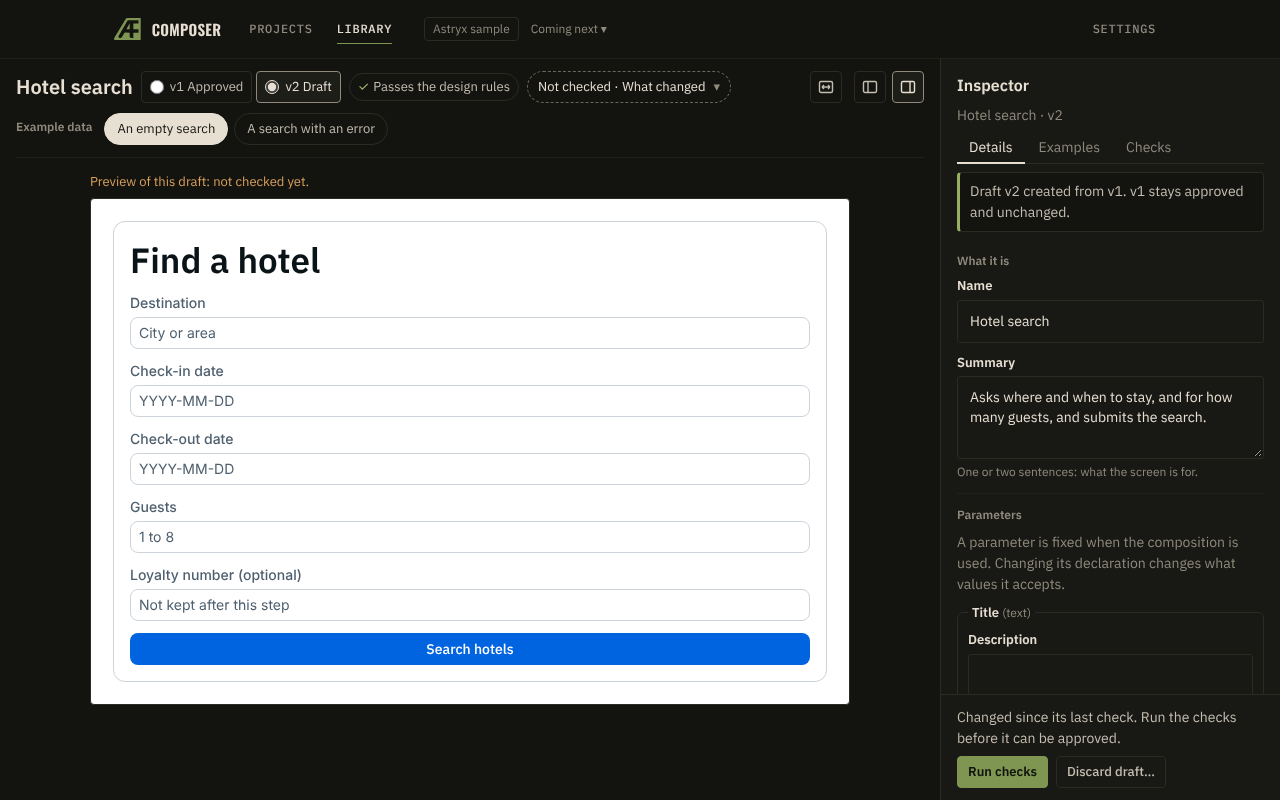 COMPOSER
PROJECTS
LIBRARY
Astryx sample
Coming next ▾
SETTINGS
Hotel search
v1 Approved
v2 Draft
✓ Passes the design rules
Not checked · What changed ▾
Example data
An empty search
A search with an error
Preview of this draft: not checked yet.
Find a hotel
Destination
City or area
Check-in date
YYYY-MM-DD
Check-out date
YYYY-MM-DD
Guests
1 to 8
Loyalty number (optional)
Not kept after this step
Search hotels
Inspector
Hotel search · v2
Details
Examples
Checks
Draft v2 created from v1. v1 stays approved
and unchanged.
What it is
Name
Hotel search
Summary
Asks where and when to stay, and for how
many guests, and submits the search.
One or two sentences: what the screen is for.
Parameters
A parameter is fixed when the composition is
used. Changing its declaration changes what
values it accepts.
Title (text)
Description
Changed since its last check. Run the checks
before it can be approved.
Run checks
Discard draft...